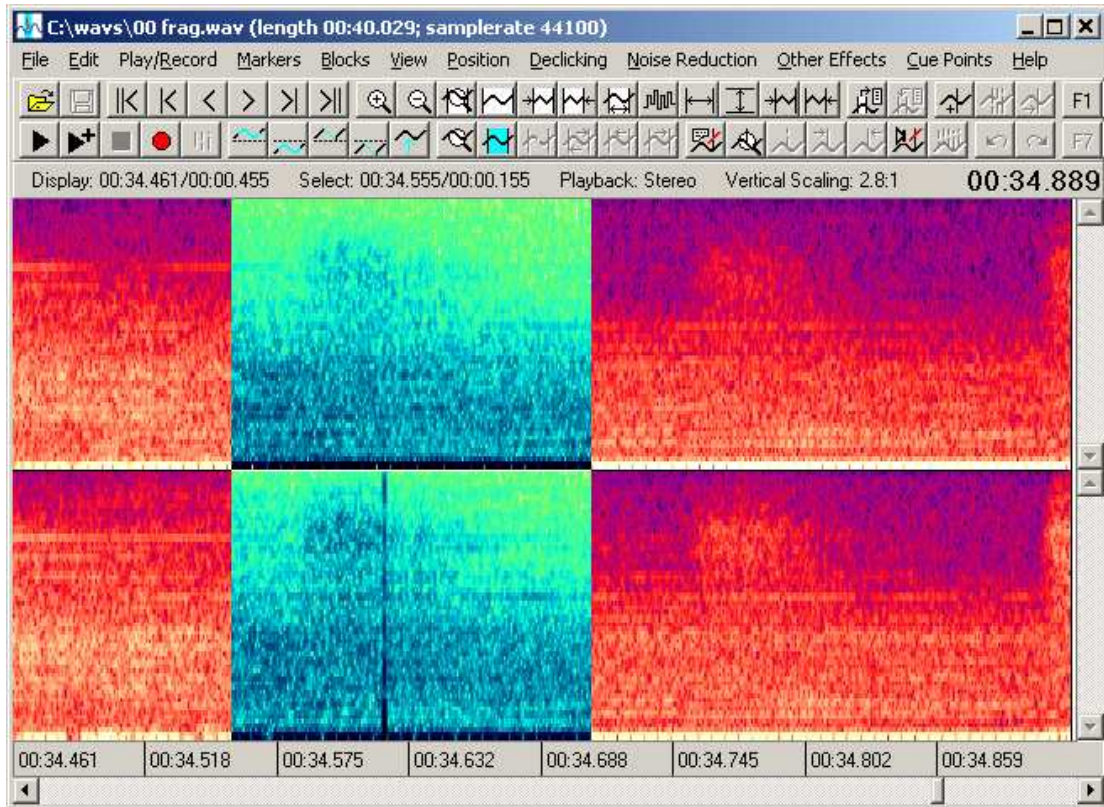 C:\wavs\00 frag.wav (length 00:40.029; samplerate 44100)
File Edit Play/Record Markers Blocks View Position Declicking Noise Reduction Other Effects Cue Points Help
F1
F7
Display: 00:34.461/00:00.455 Select: 00:34.555/00:00.155 Playback: Stereo Vertical Scaling: 2.8:1 00:34.889
00:34.461 00:34.518 00:34.575 00:34.632 00:34.688 00:34.745 00:34.802 00:34.859